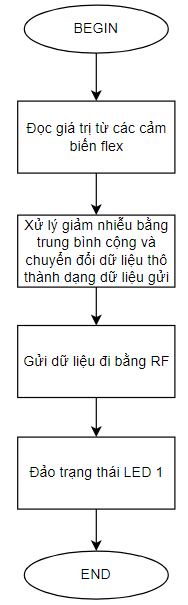 BEGIN
Đọc giá trị từ các cảm
biến flex
Xử lý giảm nhiễu bằng
trung bình cộng và
chuyển đổi dữ liệu thô
thành dạng dữ liệu gửi
Gửi dữ liệu đi bằng RF
Đảo trạng thái LED 1
END